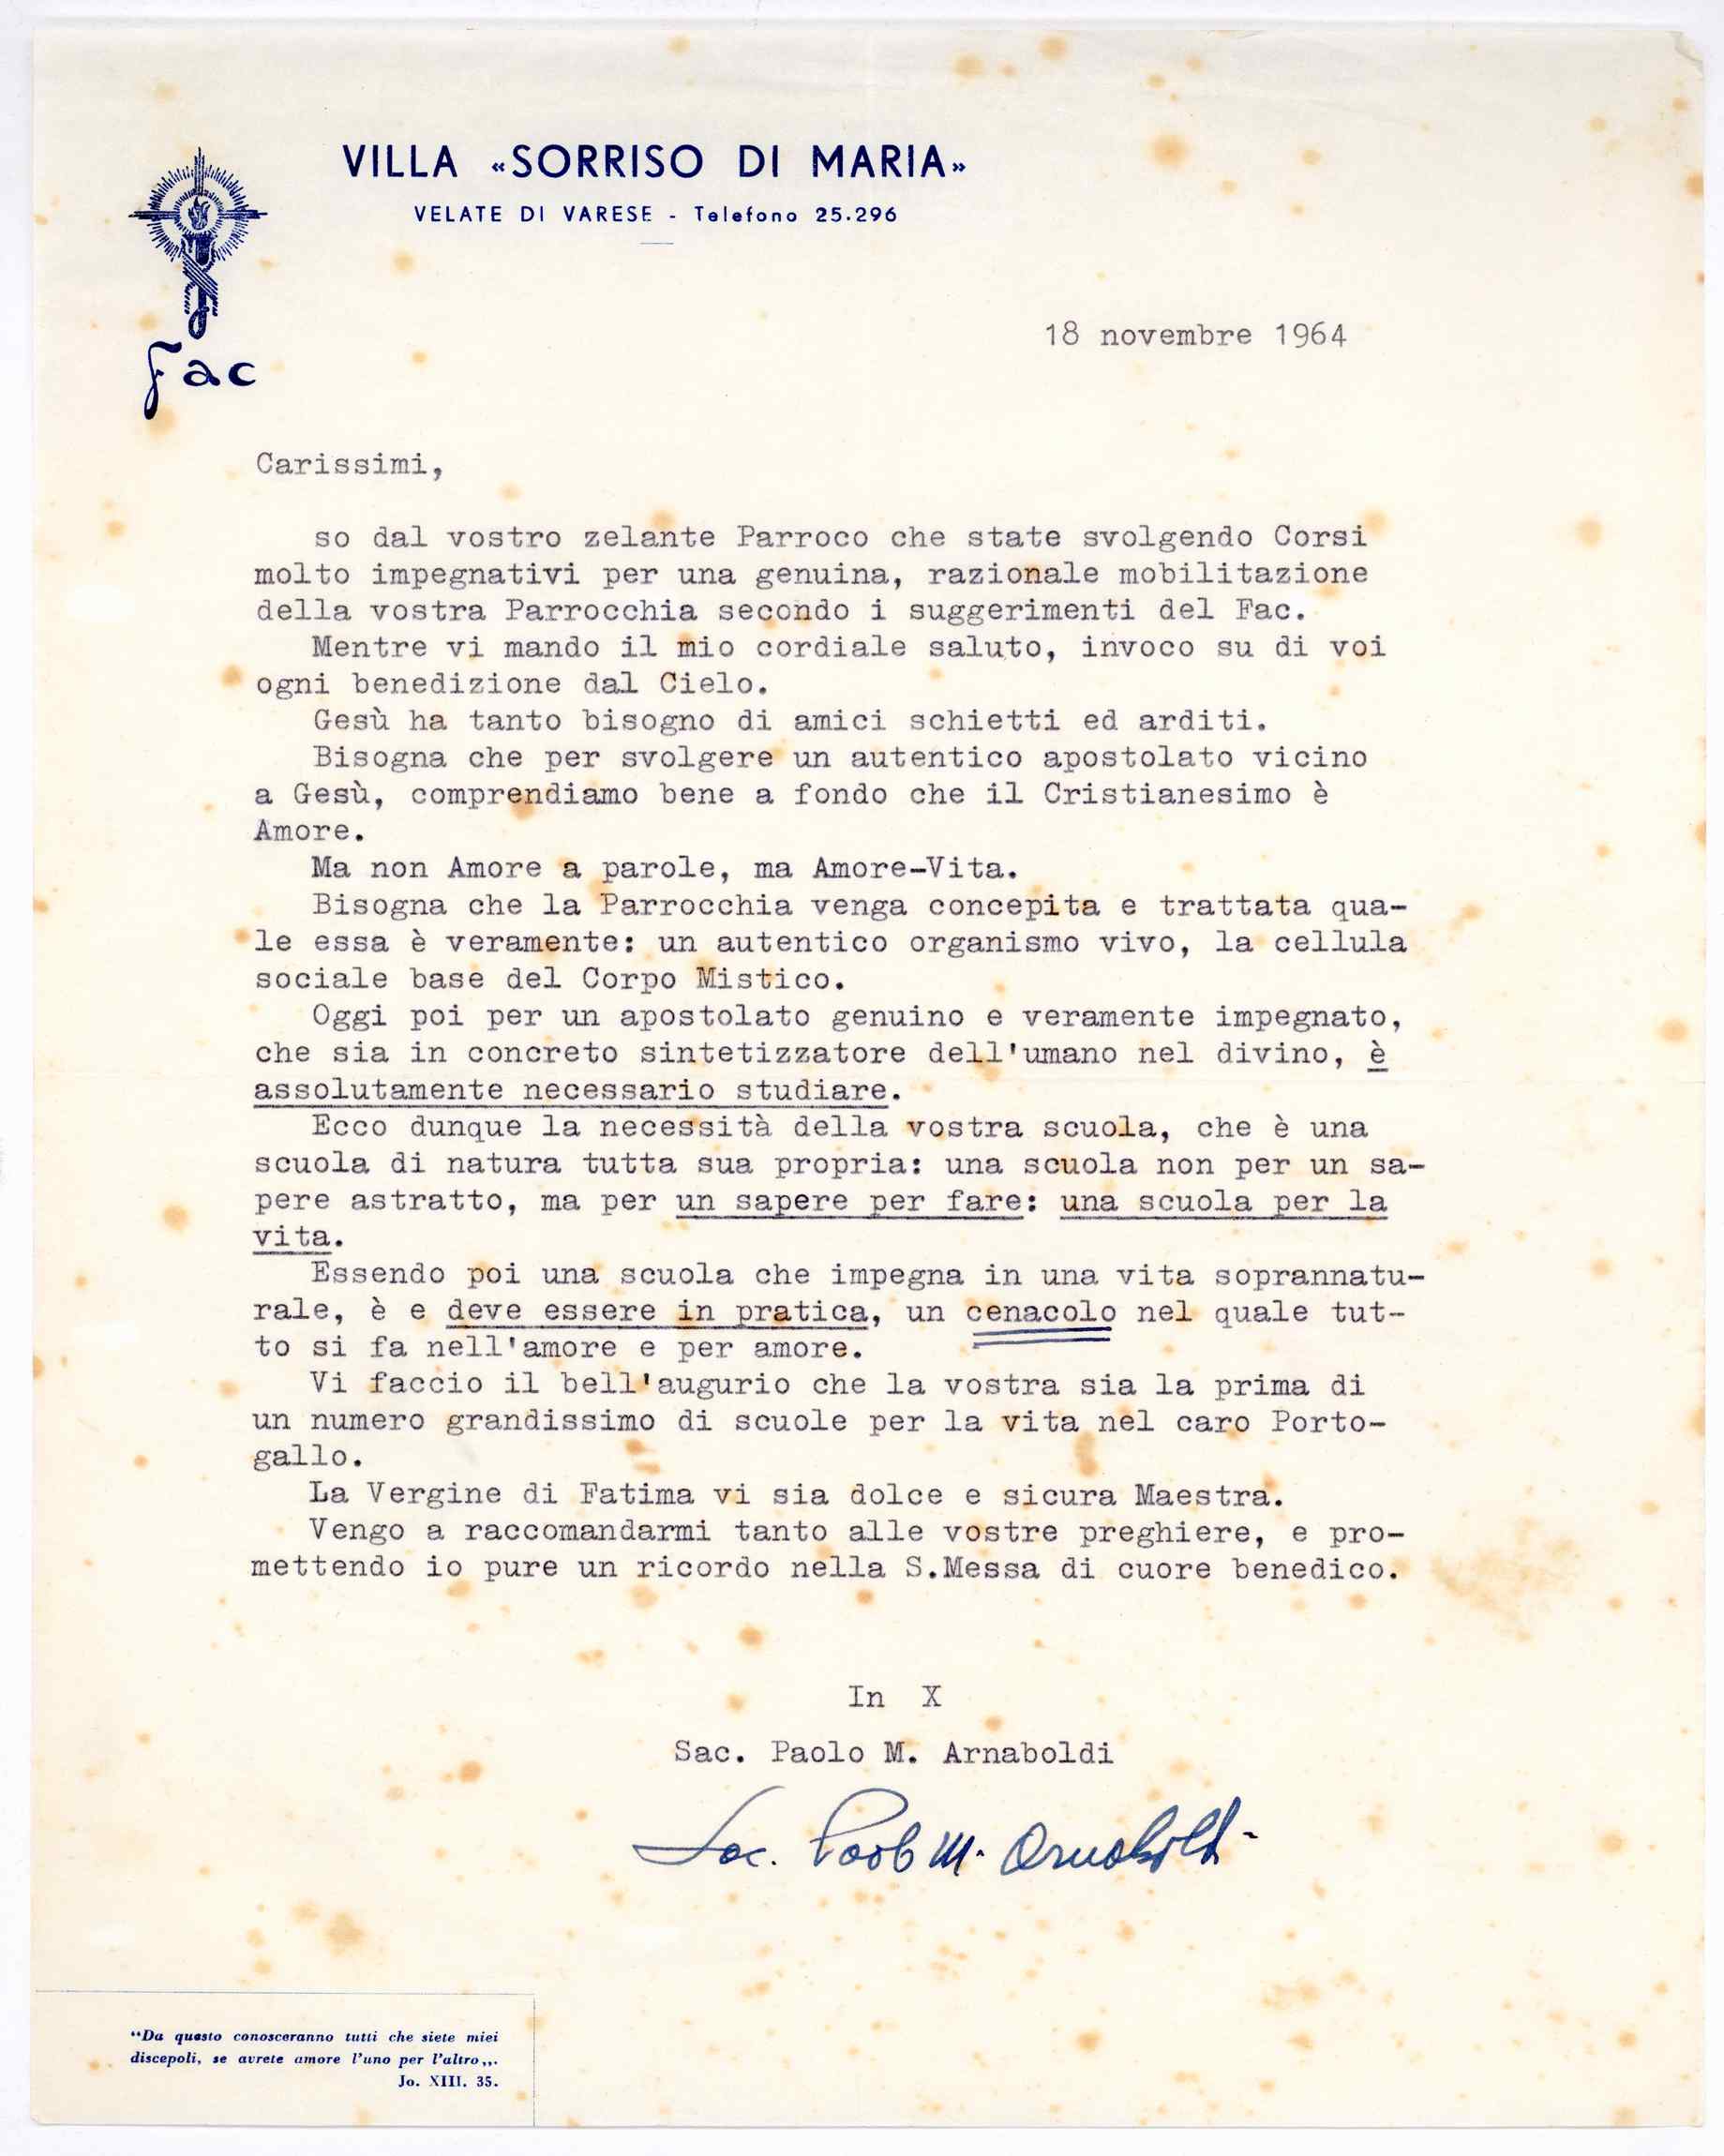 VILLA «SORRISO DI MARIA»
VELATE DI VARESE - Telefono 25.296
Fac
18 novembre 1964
Carissimi,
so dal vostro zelante Parroco che state svolgendo Corsi
molto impegnativi per una genuina, razionale mobilitazione
della vostra Parrocchia secondo i suggerimenti del Fac.
Mentre vi mando il mio cordiale saluto, invoco su di voi
ogni benedizione dal Cielo.
Gesù ha tanto bisogno di amici schietti ed arditi.
Bisogna che per svolgere un autentico apostolato vicino
a Gesù, comprendiamo bene a fondo che il Cristianesimo è
Amore.
Ma non Amore a parole, ma Amore-Vita.
Bisogna che la Parrocchia venga concepita e trattata qua-
le essa è veramente: un autentico organismo vivo, la cellula
sociale base del Corpo Mistico.
Oggi poi per un apostolato genuino e veramente impegnato,
che sia in concreto sintetizzatore dell'umano nel divino, è
assolutamente necessario studiare.
Ecco dunque la necessità della vostra scuola, che è una
scuola di natura tutta sua propria: una scuola non per un sa-
pere astratto, ma per un sapere per fare: una scuola per la
vita.
Essendo poi una scuola che impegna in una vita soprannatu-
rale, è e deve essere in pratica, un cenacolo nel quale tut-
to si fa nell'amore e per amore.
Vi faccio il bell'augurio che la vostra sia la prima di
un numero grandissimo di scuole per la vita nel caro Porto-
gallo.
La Vergine di Fatima vi sia dolce e sicura Maestra.
Vengo a raccomandarmi tanto alle vostre preghiere, e pro-
mettendo io pure un ricordo nella S.Messa di cuore benedico.
In X
Sac. Paolo M. Arnaboldi
Sac. Paolo M. Arnaboldi
“Da questo conosceranno tutti che siete miei
discepoli, se avrete amore l'uno per l'altro„.
Jo. XIII. 35.